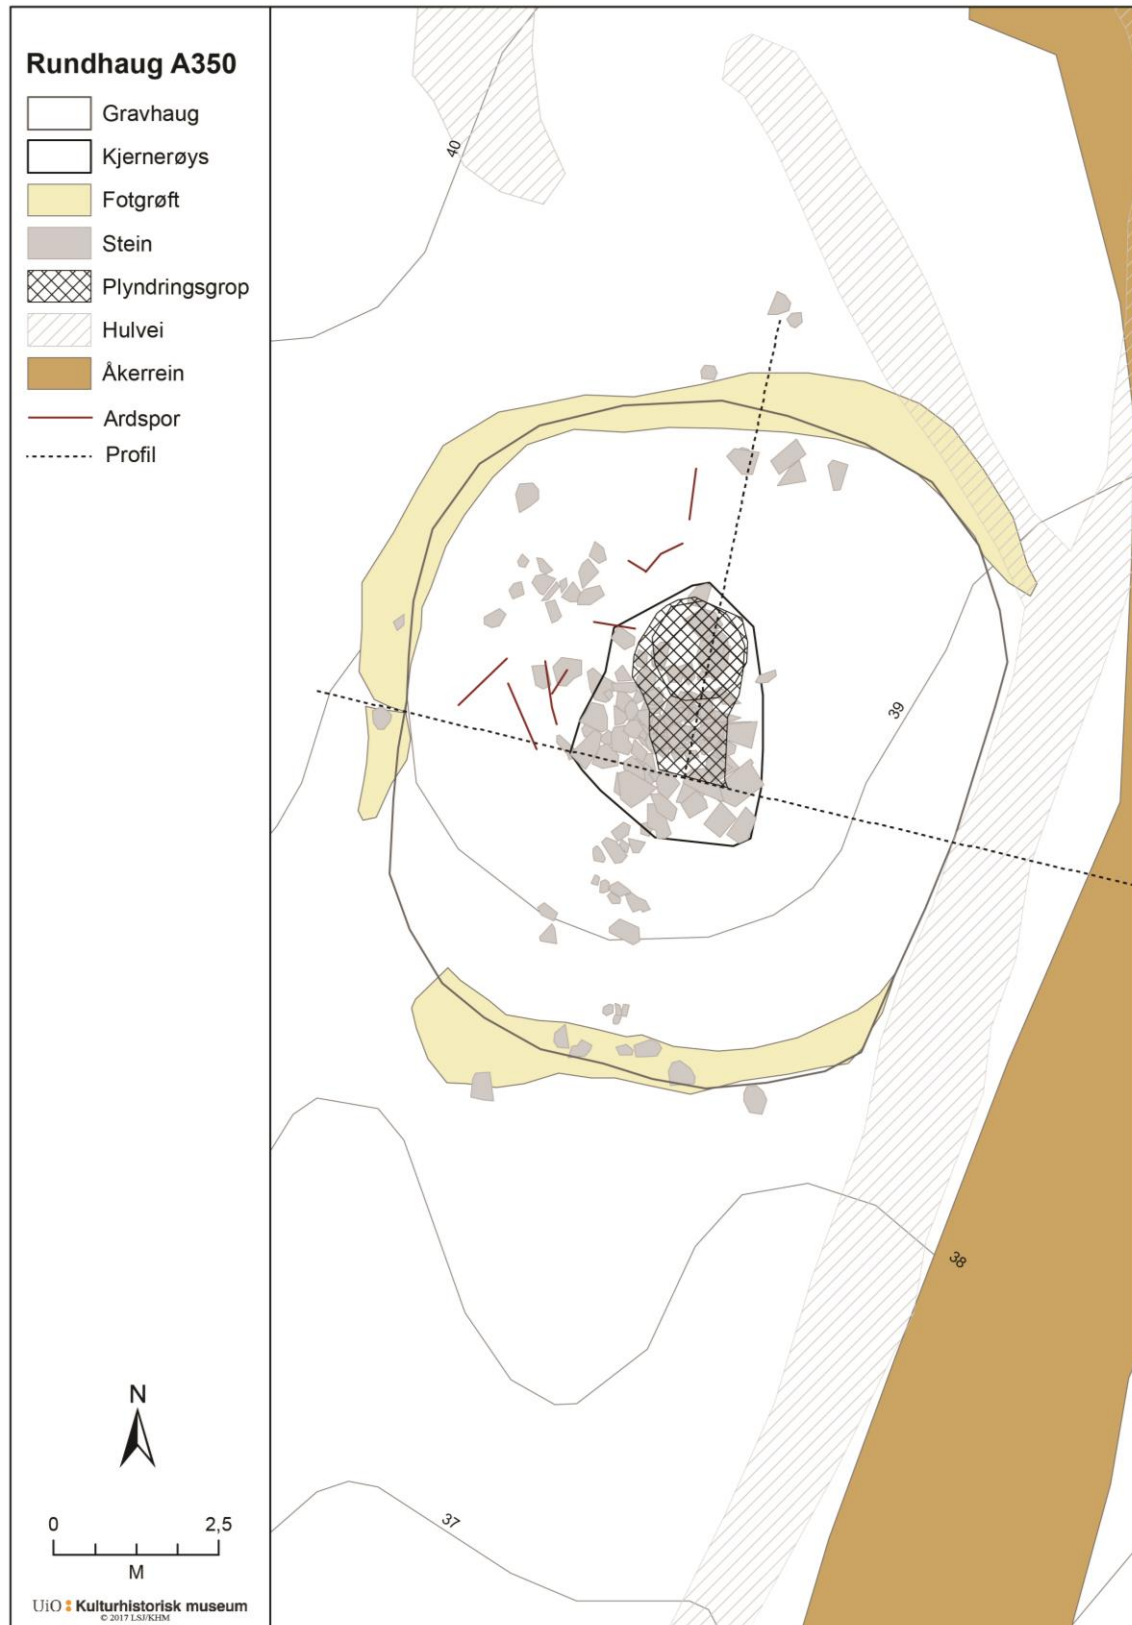 Rundhaug A350
Gravhaug
Kjernerøys
Fotgrøft
Stein
Plyndringsgrop
Hulvei
Åkerrein
Ardspor
Profil
40
39
38
37
N
0 2,5
M
UiO Kulturhistorisk museum
© 2017 LSJ/KHM